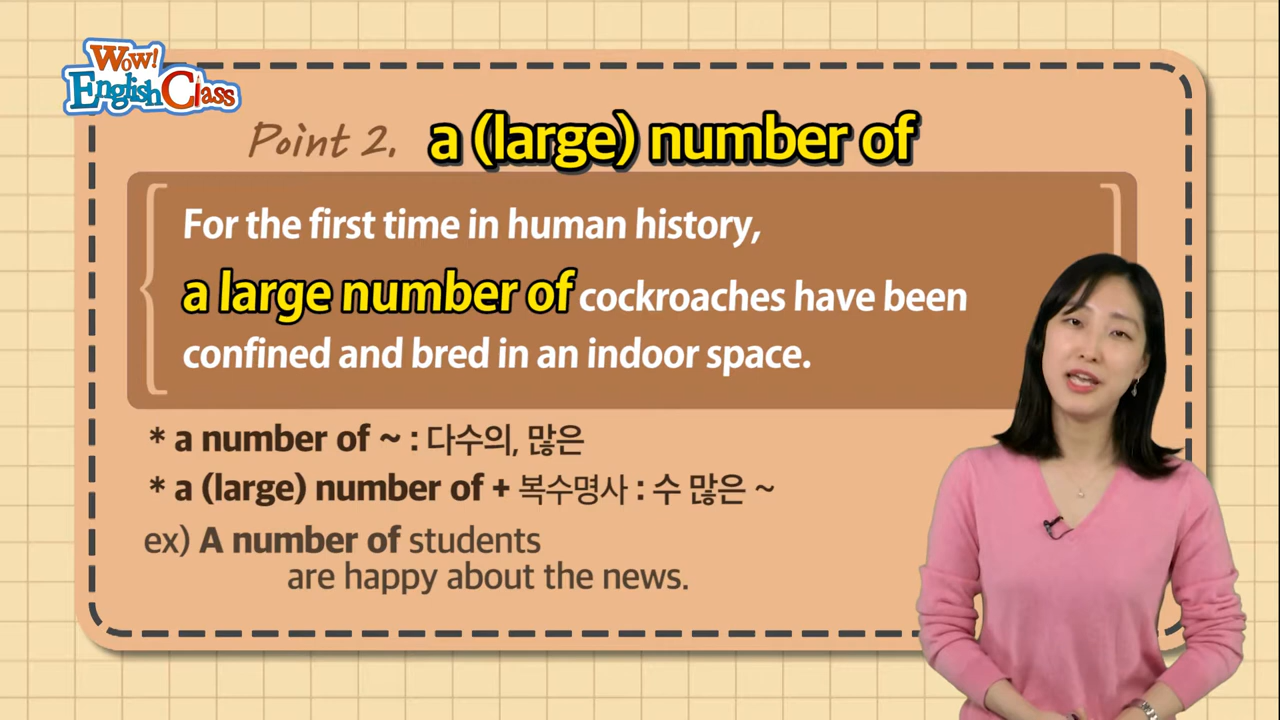 Wow!
English Class
Point 2. a (large) number of
For the first time in human history,
a large number of cockroaches have been
confined and bred in an indoor space.
* a number of ~ : 다수의, 많은
* a (large) number of + 복수명사 : 수 많은 ~
ex) A number of students
are happy about the news.